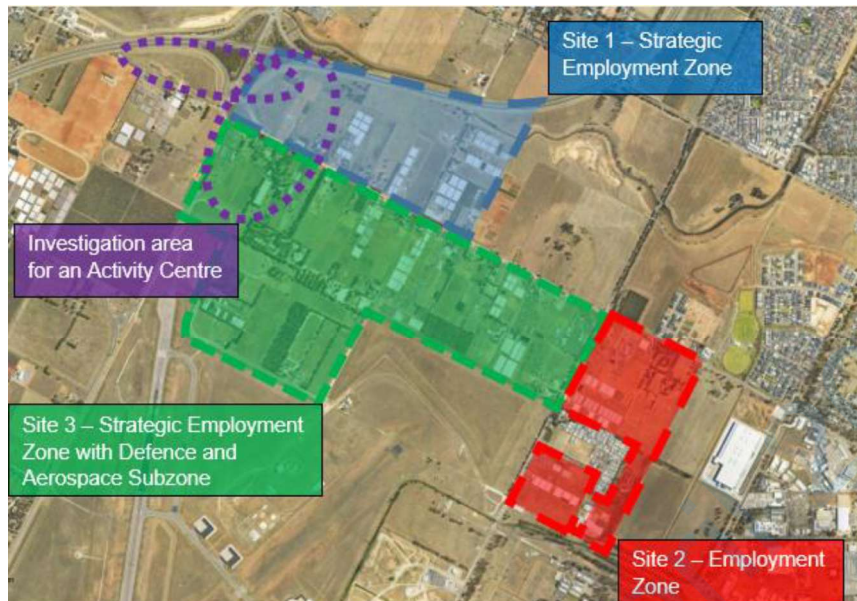 Site 1 – Strategic
Employment Zone
Investigation area
for an Activity Centre
Site 3 – Strategic Employment
Zone with Defence and
Aerospace Subzone
Site 2 – Employment
Zone